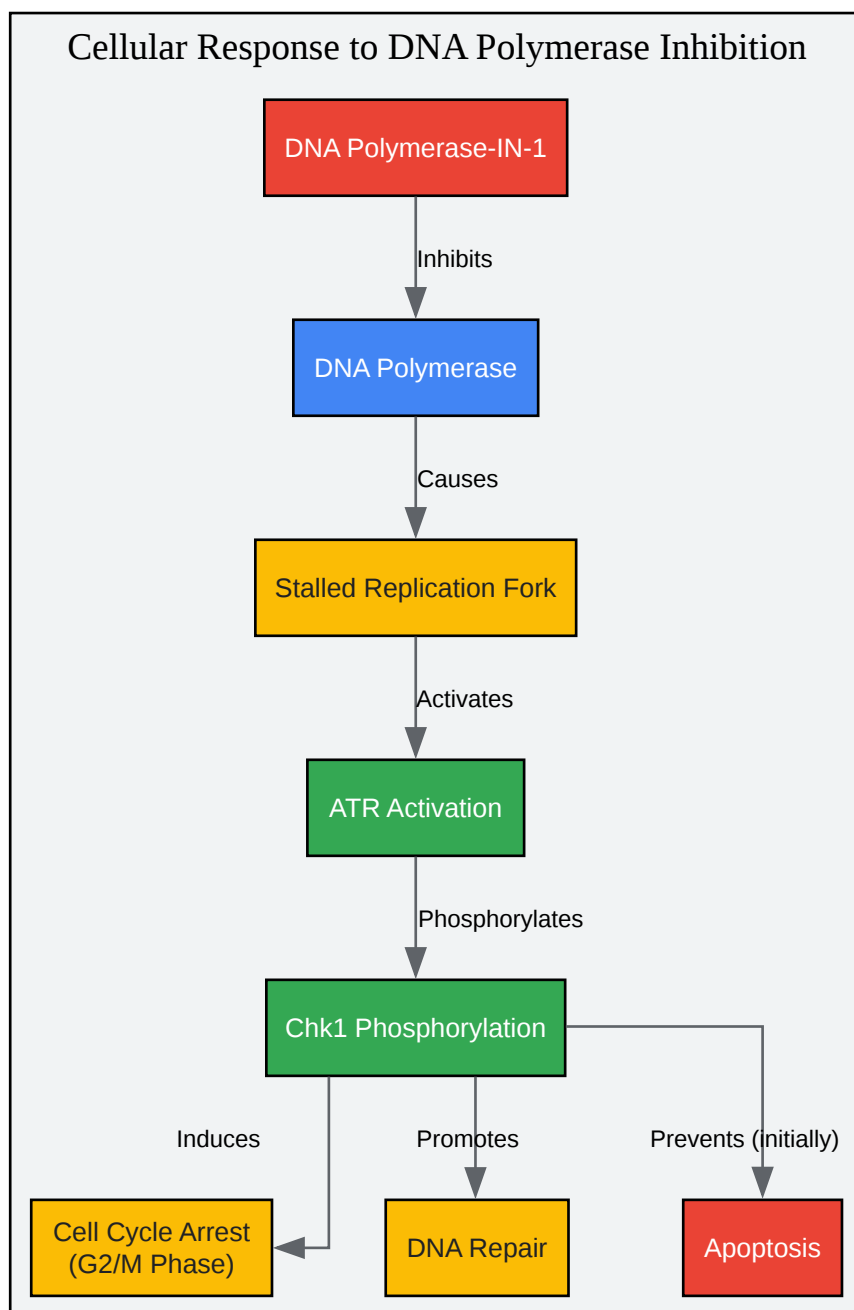 Cellular Response to DNA Polymerase Inhibition
DNA Polymerase-IN-1
Inhibits
DNA Polymerase
Causes
Stalled Replication Fork
Activates
ATR Activation
Phosphorylates
Chk1 Phosphorylation
Induces
Promotes
Prevents (initially)
Cell Cycle Arrest
(G2/M Phase)
DNA Repair
Apoptosis